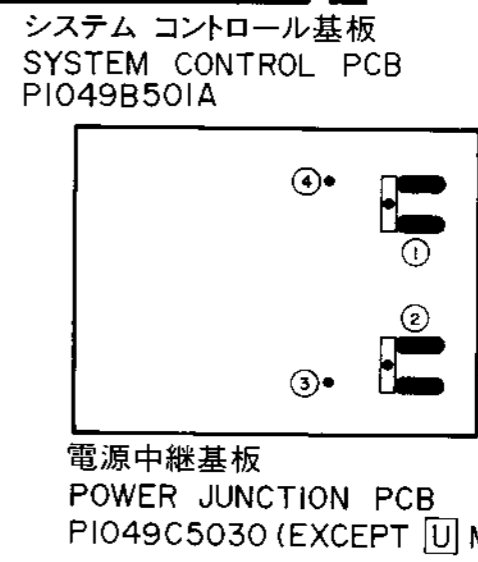 システム コントロール基板
SYSTEM CONTROL PCB
P1049B501A
④
①
②
③
電源中継基板
POWER JUNCTION PCB
P1049C5030 (EXCEPT U